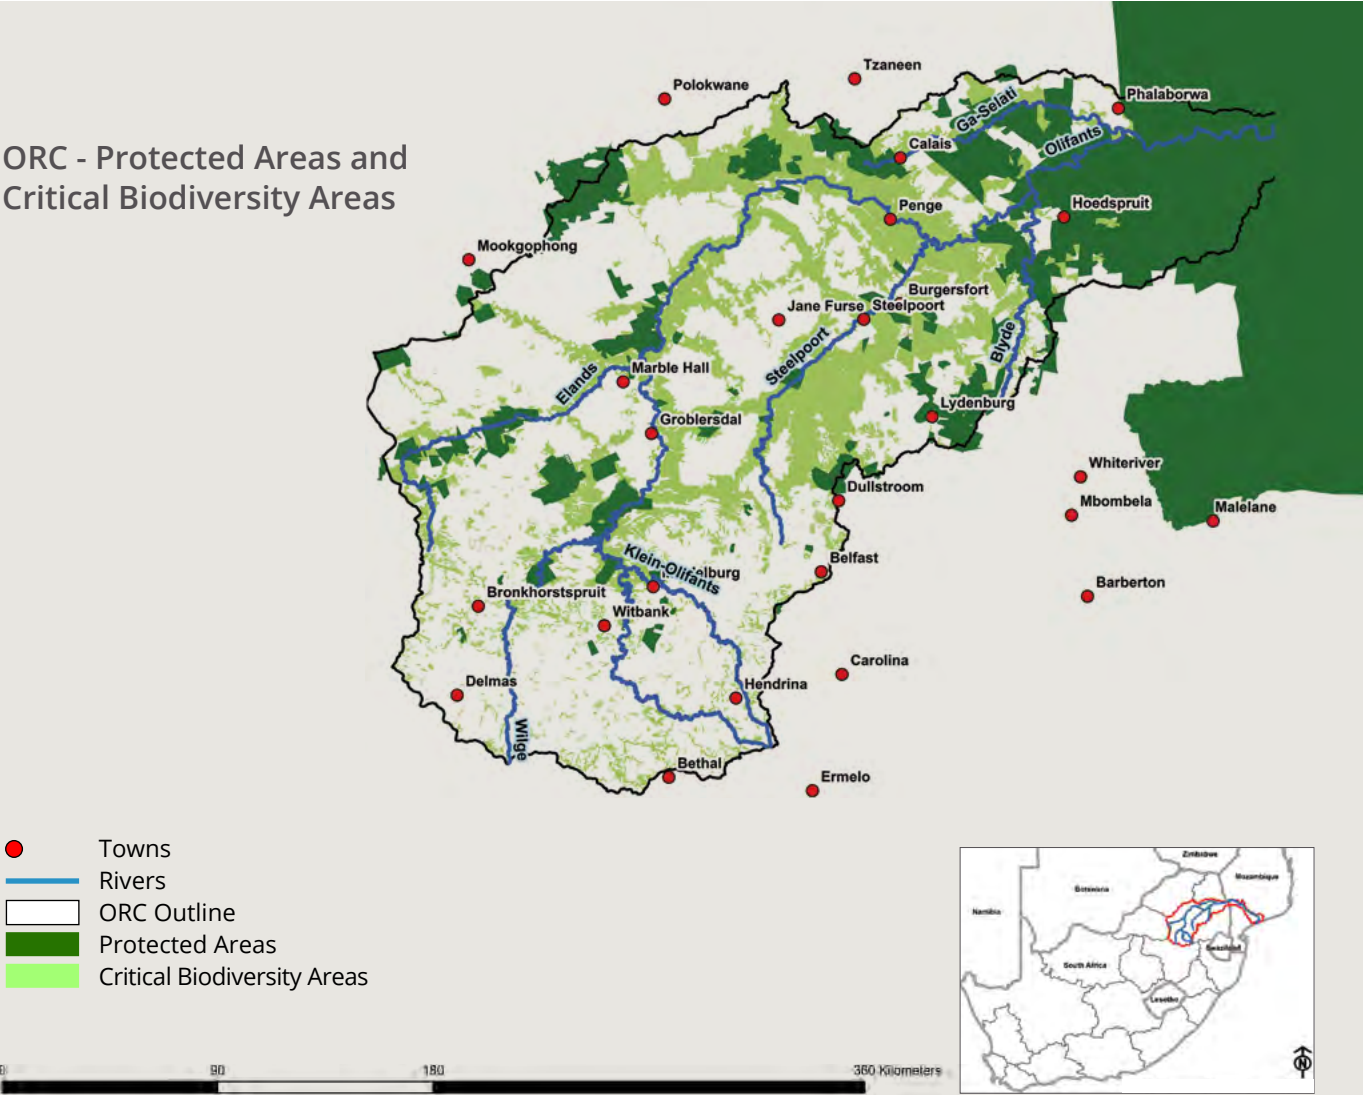 ORC - Protected Areas and
Critical Biodiversity Areas
Tzaneen
Polokwane
Phalaborwa
Ga-Selati
Olifants
Calais
Penge
Hoedspruit
Mookgophong
Burgersfort
Jane Furse
Steelpoort
Steelpoort
Blyde
Marble Hall
Elands
Lydenburg
Groblersdal
Whiteriver
Dullstroom
Mbombela
Malelane
Klein-Olifants
Belfast
elburg
Barberton
Bronkhorstspruit
Witbank
Carolina
Delmas
Hendrina
Wilge
Bethal
Ermelo
Towns
Rivers
ORC Outline
Protected Areas
Critical Biodiversity Areas
90
180
360 Kilometers
Zimbabwe
Mozambique
Botswana
Namibia
Swaziland
South Africa
Lesotho
N